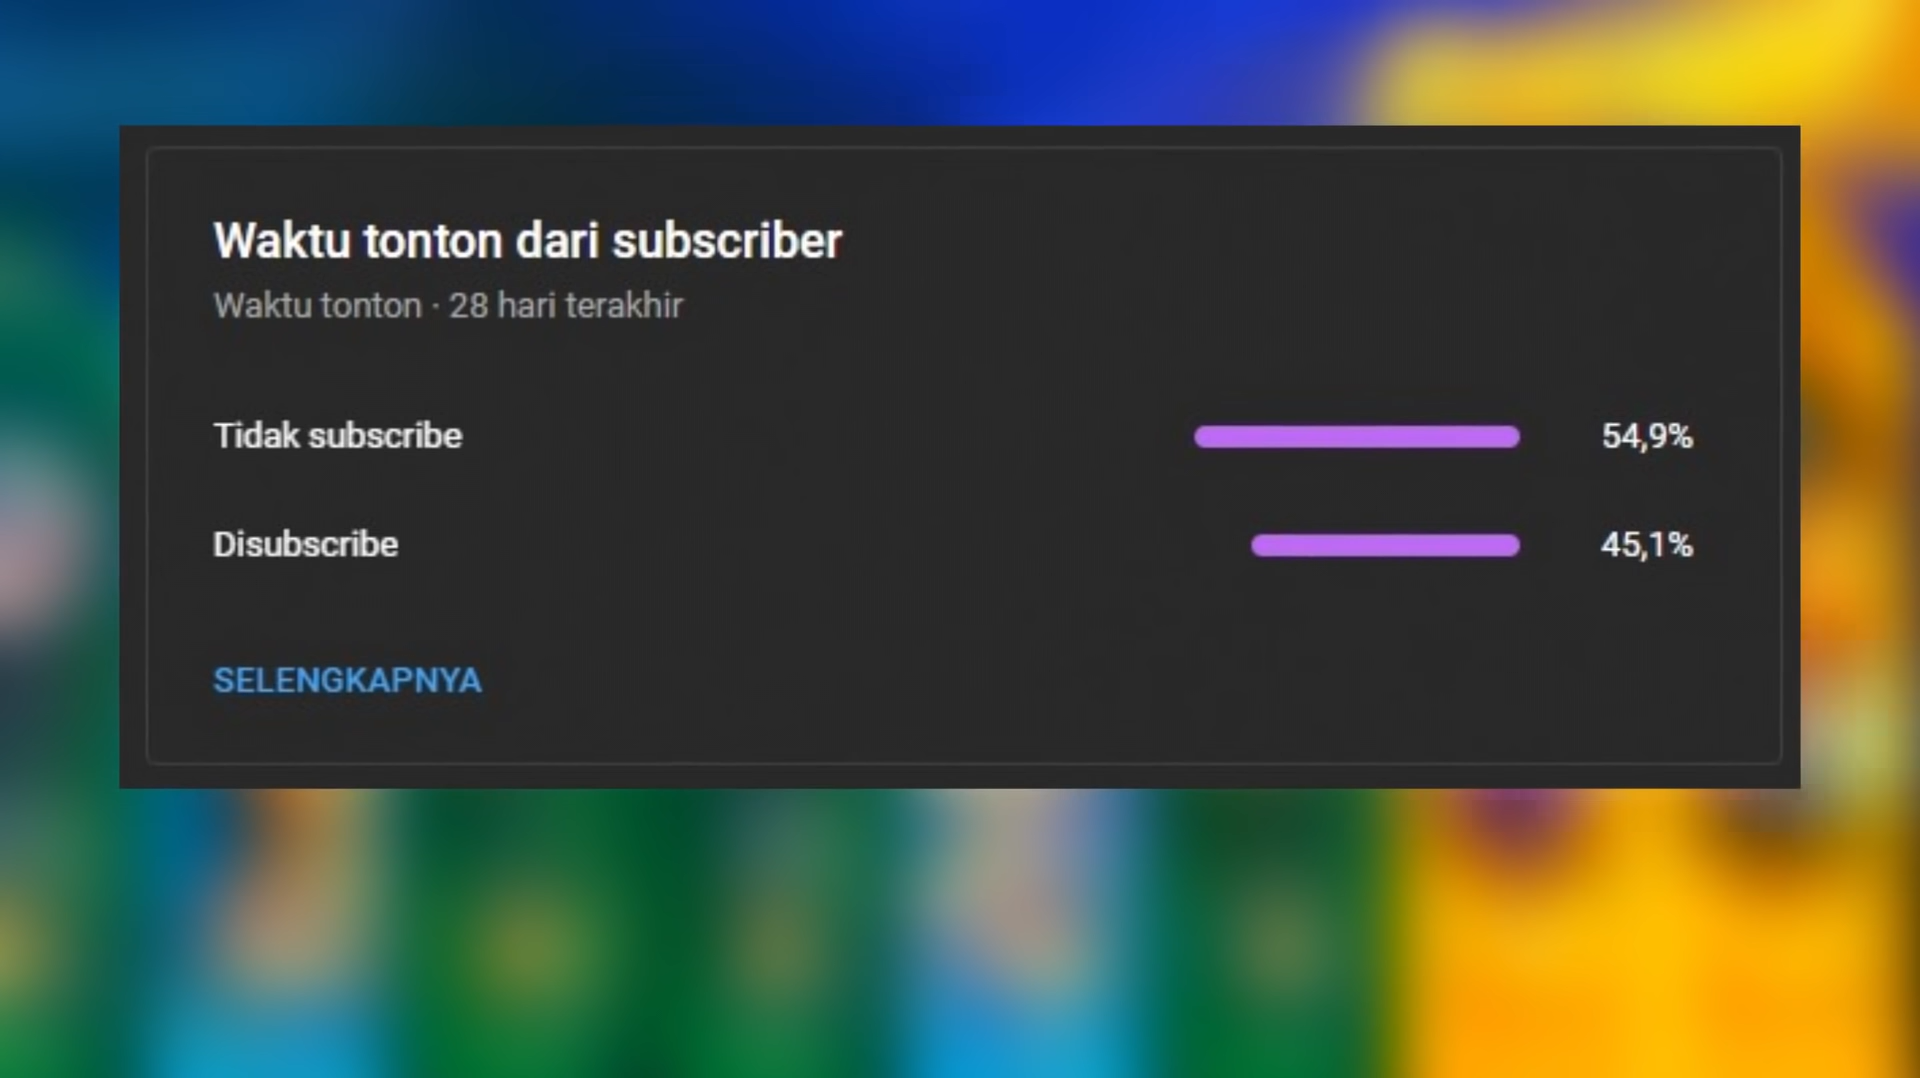 Waktu tonton dari subscriber
Waktu tonton · 28 hari terakhir
Tidak subscribe 54,9%
Disubscribe 45,1%
SELENGKAPNYA